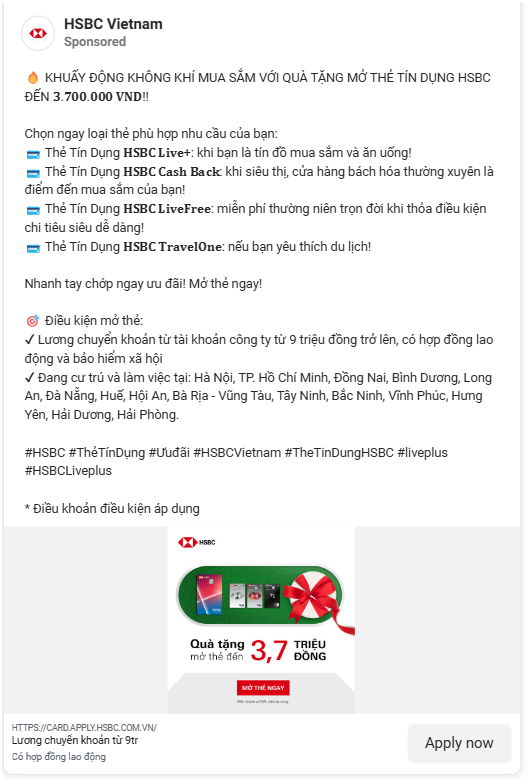 HSBC Vietnam
Sponsored
🔥 KHUẤY ĐỘNG KHÔNG KHÍ MUA SẮM VỚI QUÀ TẶNG MỞ THẺ TÍN DỤNG HSBC
ĐẾN 3.700.000 VND!!
Chọn ngay loại thẻ phù hợp nhu cầu của bạn:
💳 Thẻ Tín Dụng HSBC Live+: khi bạn là tín đồ mua sắm và ăn uống!
💳 Thẻ Tín Dụng HSBC Cash Back: khi siêu thị, cửa hàng bách hóa thường xuyên là
điểm đến mua sắm của bạn!
💳 Thẻ Tín Dụng HSBC LiveFree: miễn phí thường niên trọn đời khi thỏa điều kiện
chi tiêu siêu dễ dàng!
💳 Thẻ Tín Dụng HSBC TravelOne: nếu bạn yêu thích du lịch!
Nhanh tay chớp ngay ưu đãi! Mở thẻ ngay!
🎯 Điều kiện mở thẻ:
✓ Lương chuyển khoản từ tài khoản công ty từ 9 triệu đồng trở lên, có hợp đồng lao
động và bảo hiểm xã hội
✓ Đang cư trú và làm việc tại: Hà Nội, TP. Hồ Chí Minh, Đồng Nai, Bình Dương, Long
An, Đà Nẵng, Huế, Hội An, Bà Rịa - Vũng Tàu, Tây Ninh, Bắc Ninh, Vĩnh Phúc, Hưng
Yên, Hải Dương, Hải Phòng.
#HSBC #ThẻTínDụng #Ưuđãi #HSBCVietnam #TheTinDungHSBC #liveplus
#HSBCLiveplus
* Điều khoản điều kiện áp dụng
HSBC
VISA
Quà tặng
mở thẻ đến 3,7 TRIỆU
ĐỒNG
MỞ THẺ NGAY
HTTPS://CARD.APPLY.HSBC.COM.VN/
Lương chuyển khoản từ 9tr
Có hợp đồng lao động
Apply now